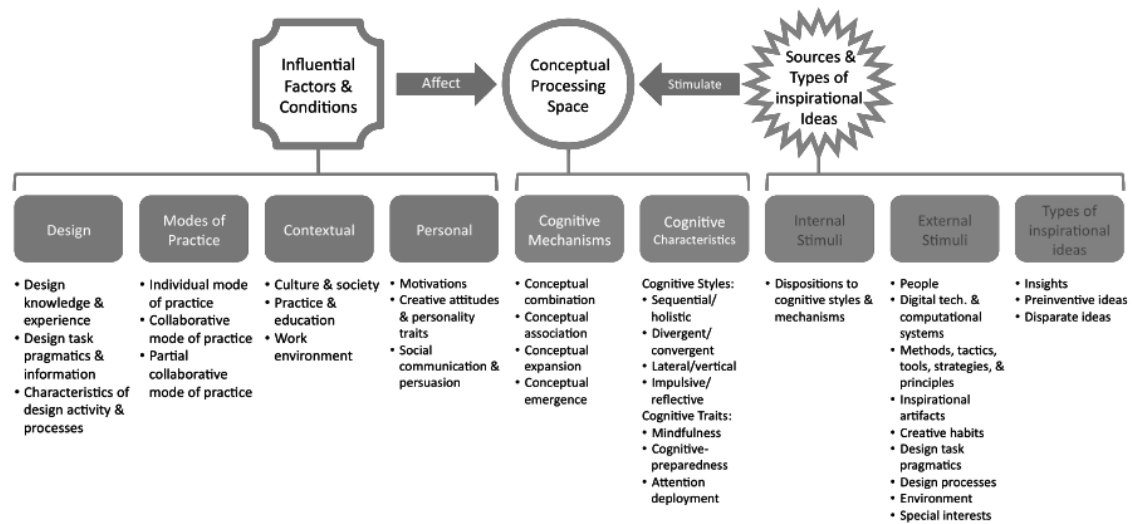 Influential
Factors &
Conditions
Affect
Conceptual
Processing
Space
Stimulate
Sources &
Types of
inspirational
Ideas
Design
• Design
knowledge &
experience
• Design task
pragmatics &
information
• Characteristics of
design activity &
processes
Modes of
Practice
• Individual mode
of practice
• Collaborative
mode of practice
• Partial
collaborative
mode of practice
Contextual
• Culture & society
• Practice &
education
• Work
environment
Personal
• Motivations
• Creative attitudes
& personality
traits
• Social
communication &
persuasion
Cognitive
Mechanisms
• Conceptual
combination
• Conceptual
association
• Conceptual
expansion
• Conceptual
emergence
Cognitive
Characteristics
Cognitive Styles:
• Sequential/
holistic
• Divergent/
convergent
• Lateral/vertical
• Impulsive/
reflective
Cognitive Traits:
• Mindfulness
• Cognitive-
preparedness
• Attention
deployment
Internal
Stimuli
• Dispositions to
cognitive styles &
mechanisms
External
Stimuli
• People
• Digital tech. &
computational
systems
• Methods, tactics,
tools, strategies, &
principles
• Inspirational
artifacts
• Creative habits
• Design task
pragmatics
• Design processes
• Environment
• Special interests
Types of
inspirational
ideas
• Insights
• Preinventive ideas
• Disparate ideas